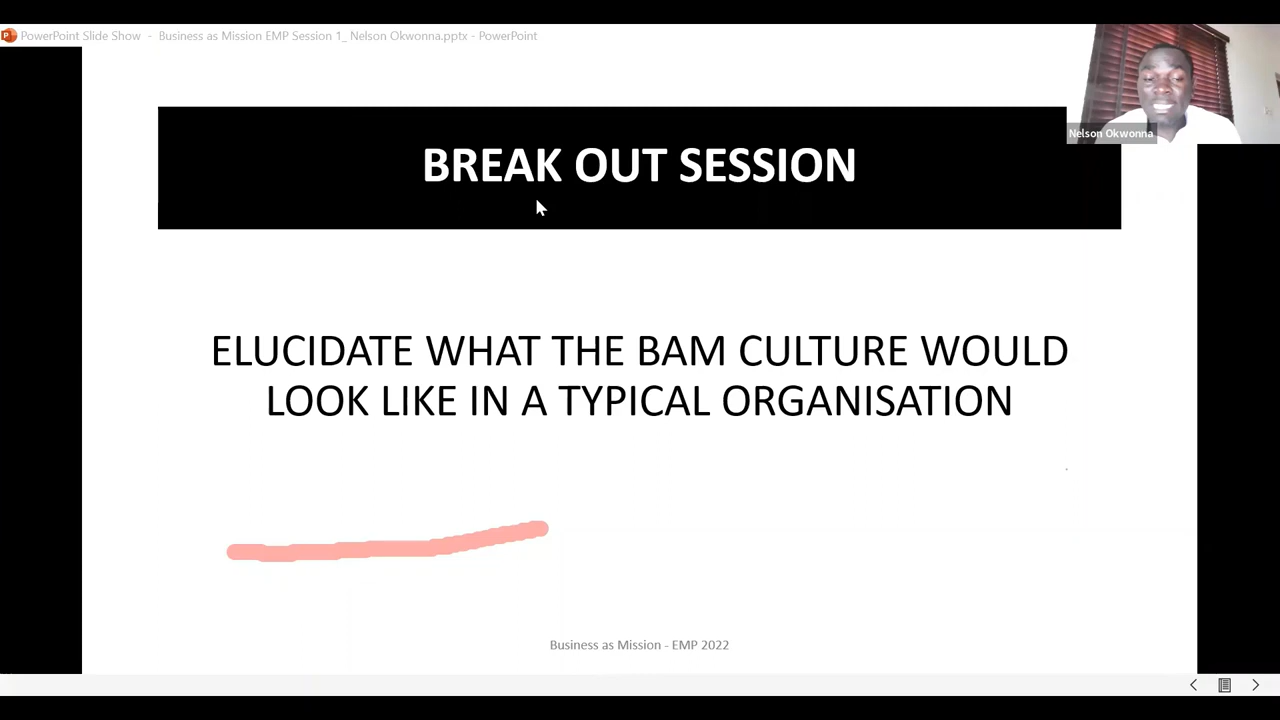 PowerPoint Slide Show - Business as Mission EMP Session 1_ Nelson Okwonna.pptx - PowerPoint
Nelson Okwonna
BREAK OUT SESSION
ELUCIDATE WHAT THE BAM CULTURE WOULD
LOOK LIKE IN A TYPICAL ORGANISATION
Business as Mission - EMP 2022